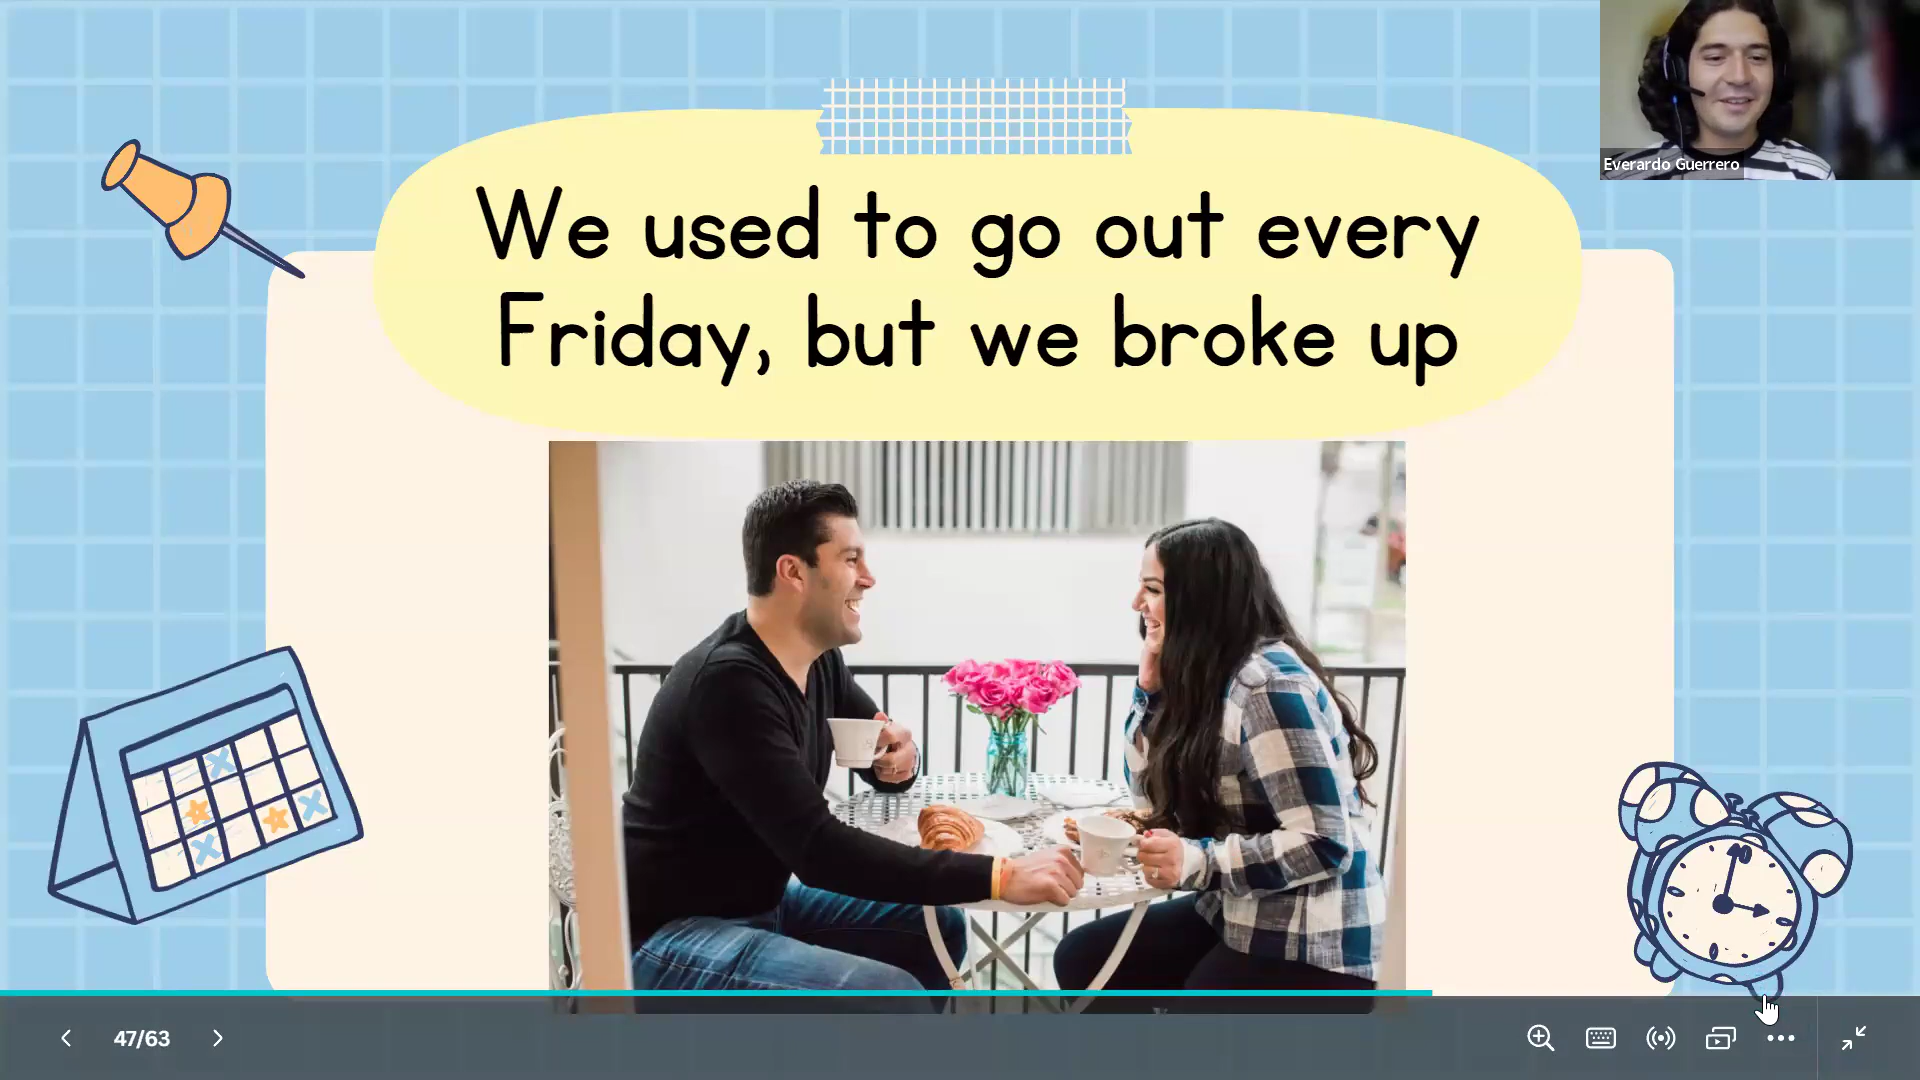 Everardo Guerrero
We used to go out every
Friday, but we broke up
47/63